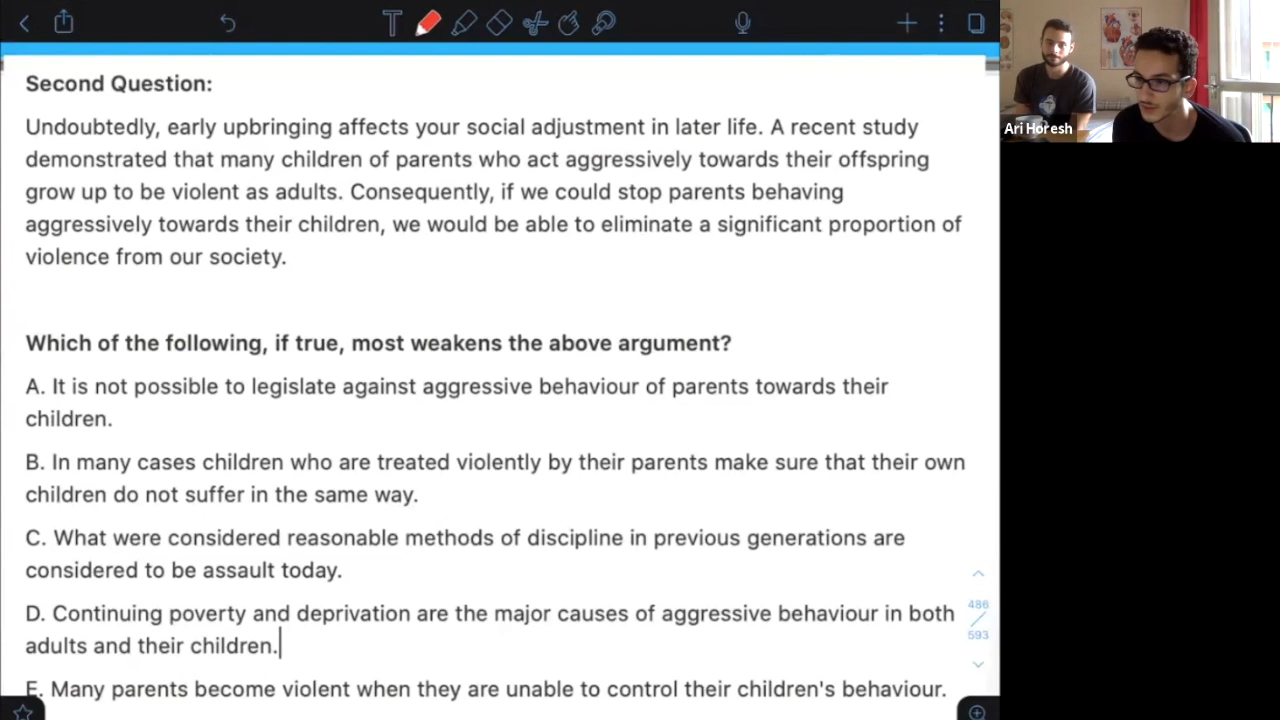 Second Question:
Undoubtedly, early upbringing affects your social adjustment in later life. A recent study
demonstrated that many children of parents who act aggressively towards their offspring
grow up to be violent as adults. Consequently, if we could stop parents behaving
aggressively towards their children, we would be able to eliminate a significant proportion of
violence from our society.
Which of the following, if true, most weakens the above argument?
A. It is not possible to legislate against aggressive behaviour of parents towards their
children.
B. In many cases children who are treated violently by their parents make sure that their own
children do not suffer in the same way.
C. What were considered reasonable methods of discipline in previous generations are
considered to be assault today.
D. Continuing poverty and deprivation are the major causes of aggressive behaviour in both
adults and their children.
E. Many parents become violent when they are unable to control their children's behaviour.
486
593
Ari Horesh